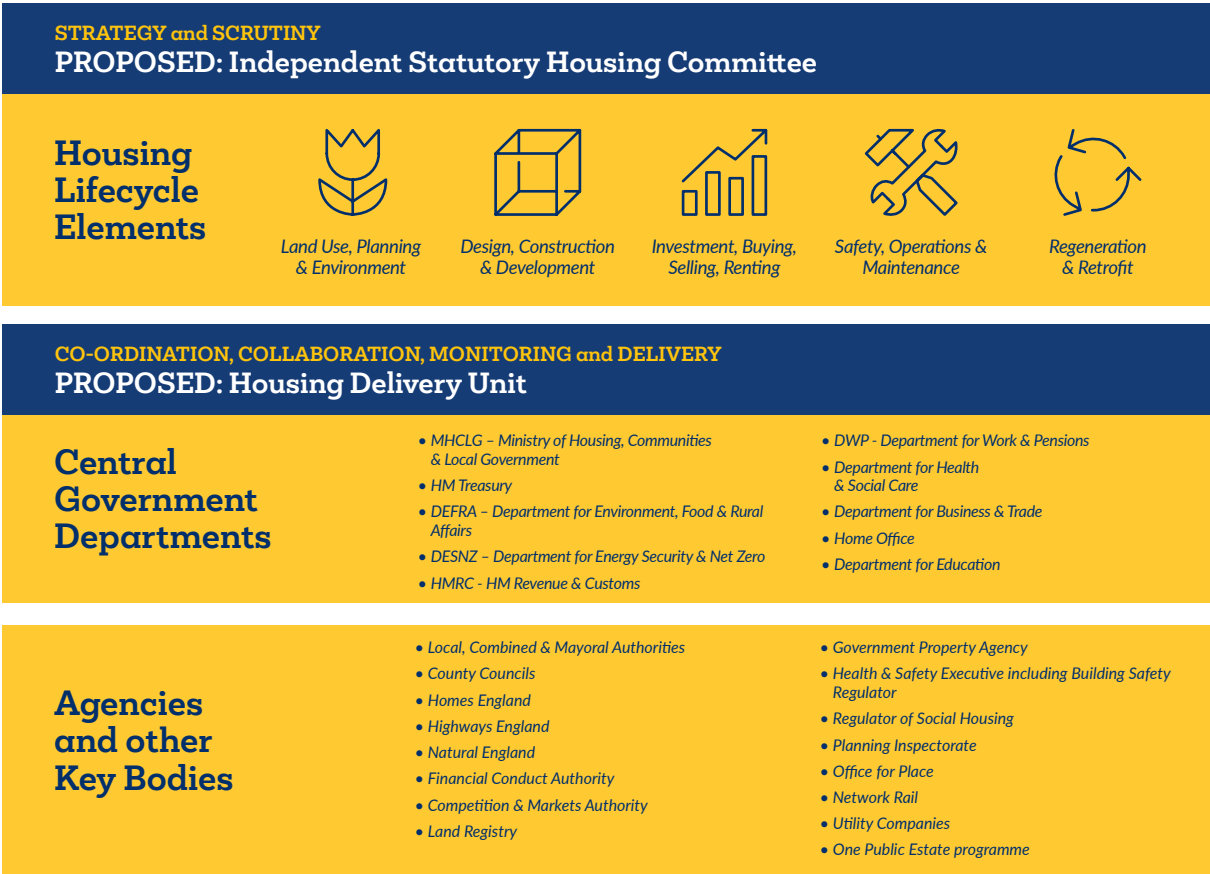 STRATEGY and SCRUTINY
PROPOSED: Independent Statutory Housing Committee
Housing
Lifecycle
Elements
Land Use, Planning
& Environment
Design, Construction
& Development
Investment, Buying,
Selling, Renting
Safety, Operations &
Maintenance
Regeneration
& Retrofit
CO-ORDINATION, COLLABORATION, MONITORING and DELIVERY
PROPOSED: Housing Delivery Unit
Central
Government
Departments
• MHCLG – Ministry of Housing, Communities
& Local Government
• HM Treasury
• DEFRA – Department for Environment, Food & Rural
Affairs
• DESNZ – Department for Energy Security & Net Zero
• HMRC - HM Revenue & Customs
• DWP - Department for Work & Pensions
• Department for Health
& Social Care
• Department for Business & Trade
• Home Office
• Department for Education
Agencies
and other
Key Bodies
• Local, Combined & Mayoral Authorities
• County Councils
• Homes England
• Highways England
• Natural England
• Financial Conduct Authority
• Competition & Markets Authority
• Land Registry
• Government Property Agency
• Health & Safety Executive including Building Safety
Regulator
• Regulator of Social Housing
• Planning Inspectorate
• Office for Place
• Network Rail
• Utility Companies
• One Public Estate programme